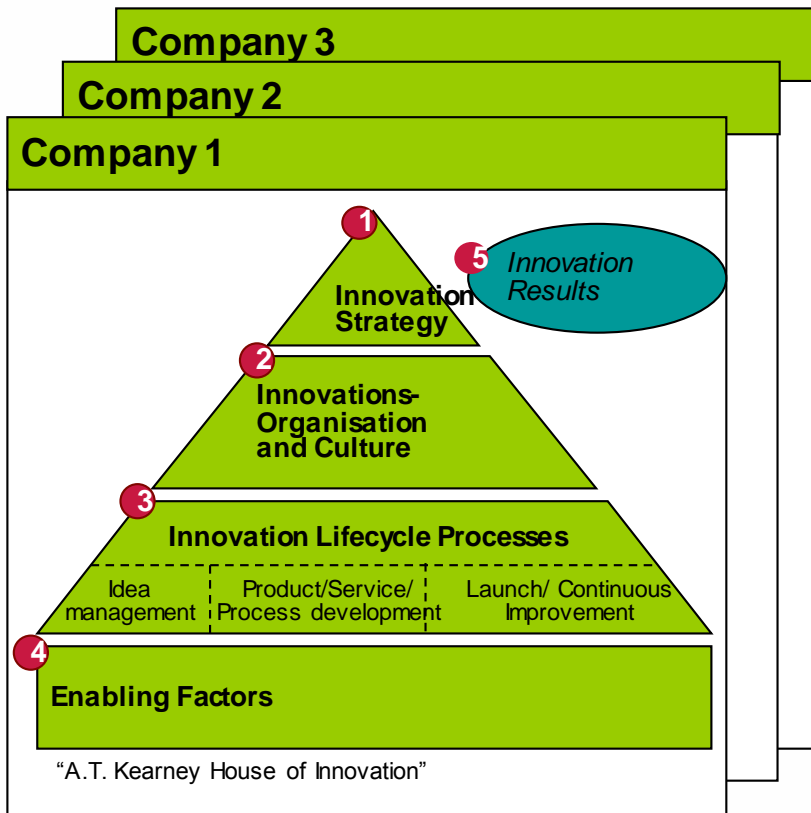 Company 3
Company 2
Company 1
1
5
Innovation
Results
Innovation
Strategy
2
Innovations-
Organisation
and Culture
3
Innovation Lifecycle Processes
Idea
management
Product/Service/
Process development
Launch/ Continuous
Improvement
4
Enabling Factors
“A.T. Kearney House of Innovation”